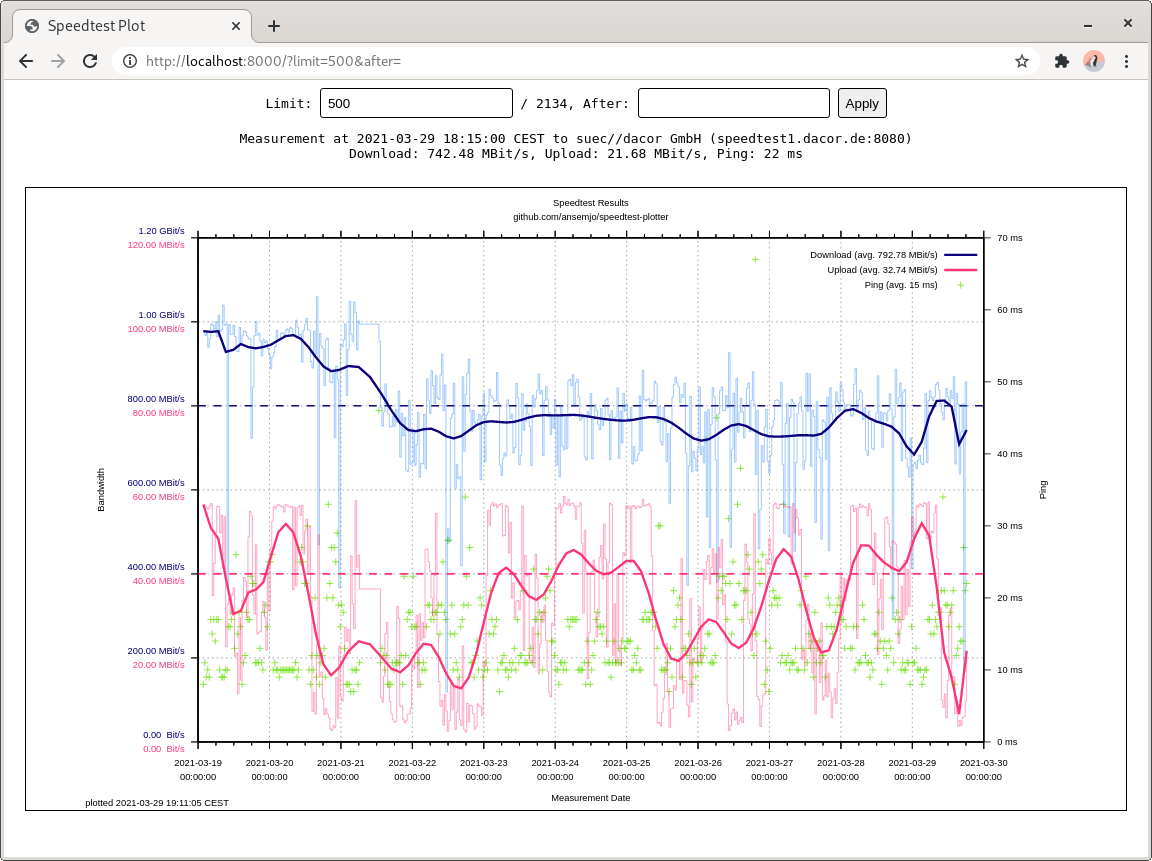 Speedtest Plot
http://localhost:8000/?limit=500&after=
Limit: 500 / 2134, After: Apply
Measurement at 2021-03-29 18:15:00 CEST to suec//dacor GmbH (speedtest1.dacor.de:8080)
Download: 742.48 MBit/s, Upload: 21.68 MBit/s, Ping: 22 ms
Speedtest Results
github.com/ansemjo/speedtest-plotter
1.20 GBit/s
120.00 MBit/s
1.00 GBit/s
100.00 MBit/s
800.00 MBit/s
80.00 MBit/s
600.00 MBit/s
60.00 MBit/s
400.00 MBit/s
40.00 MBit/s
200.00 MBit/s
20.00 MBit/s
0.00 Bit/s
0.00 Bit/s
Bandwidth
Download (avg. 792.78 MBit/s)
Upload (avg. 32.74 MBit/s)
Ping (avg. 15 ms)
70 ms
60 ms
50 ms
40 ms
30 ms
20 ms
10 ms
0 ms
Ping
2021-03-19 2021-03-20 2021-03-21 2021-03-22 2021-03-23 2021-03-24 2021-03-25 2021-03-26 2021-03-27 2021-03-28 2021-03-29 2021-03-30
00:00:00 00:00:00 00:00:00 00:00:00 00:00:00 00:00:00 00:00:00 00:00:00 00:00:00 00:00:00 00:00:00 00:00:00
Measurement Date
plotted 2021-03-29 19:11:05 CEST